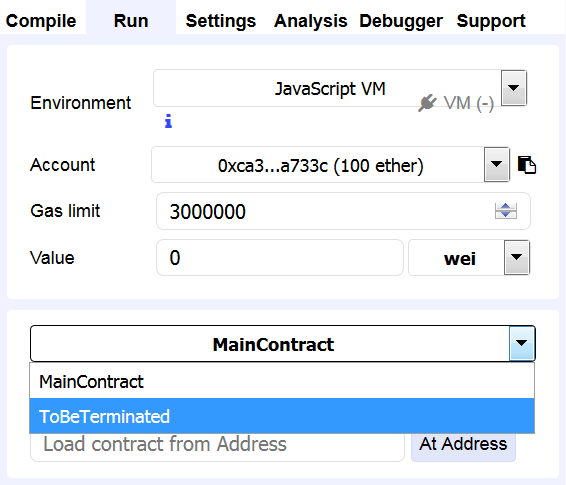 Compile Run Settings Analysis Debugger Support
Environment JavaScript VM
VM (-)
i
Account 0xca3...a733c (100 ether)
Gas limit 3000000
Value 0 wei
MainContract
MainContract
ToBeTerminated
Load contract from Address At Address